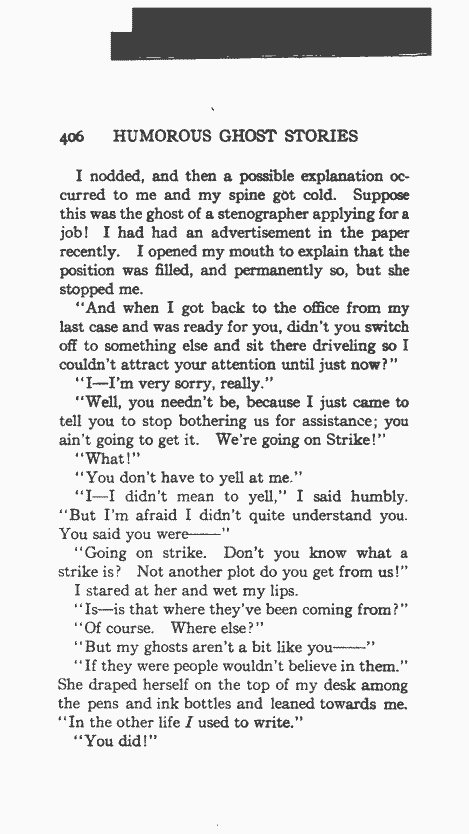 406 HUMOROUS GHOST STORIES
I nodded, and then a possible explanation oc-
curred to me and my spine got cold. Suppose
this was the ghost of a stenographer applying for a
job! I had had an advertisement in the paper
recently. I opened my mouth to explain that the
position was filled, and permanently so, but she
stopped me.
"And when I got back to the office from my
last case and was ready for you, didn't you switch
off to something else and sit there driveling so I
couldn't attract your attention until just now?"
"I—I'm very sorry, really."
"Well, you needn't be, because I just came to
tell you to stop bothering us for assistance; you
ain't going to get it. We're going on Strike!"
"What!"
"You don't have to yell at me."
"I—I didn't mean to yell," I said humbly.
"But I'm afraid I didn't quite understand you.
You said you were——"
"Going on strike. Don't you know what a
strike is? Not another plot do you get from us!"
I stared at her and wet my lips.
"Is—is that where they've been coming from?"
"Of course. Where else?"
"But my ghosts aren't a bit like you——"
"If they were people wouldn't believe in them."
She draped herself on the top of my desk among
the pens and ink bottles and leaned towards me.
"In the other life I used to write."
"You did!"